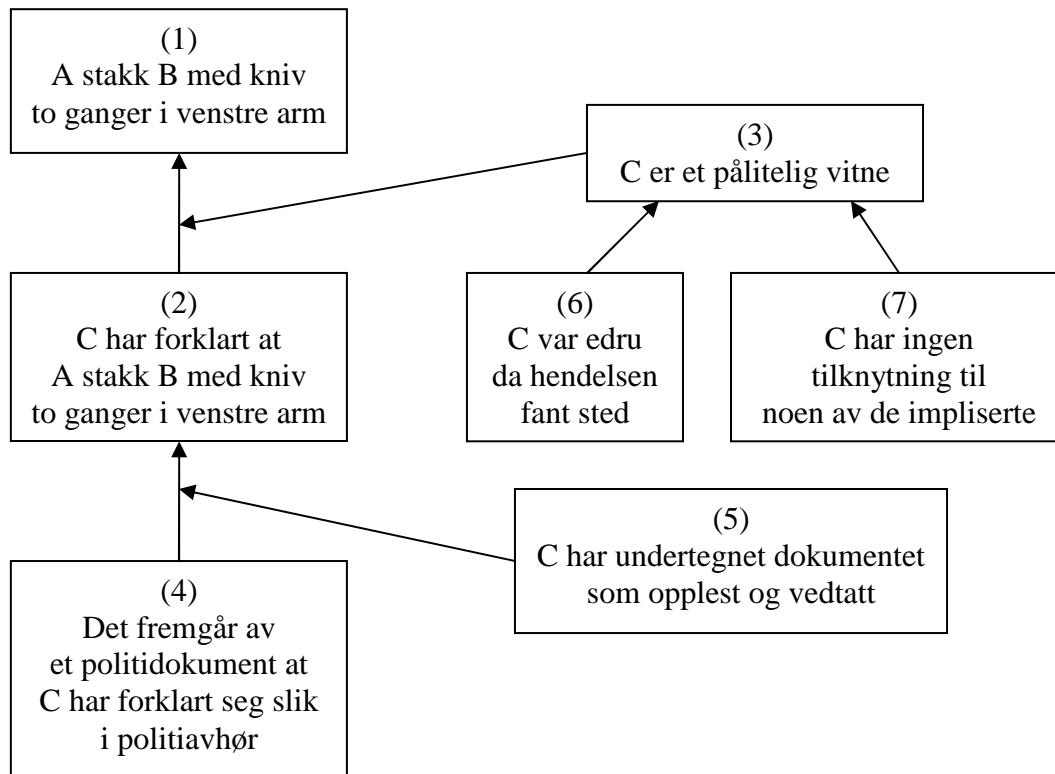 (1)
A stakk B med kniv
to ganger i venstre arm
(3)
C er et pålitelig vitne
(2)
C har forklart at
A stakk B med kniv
to ganger i venstre arm
(6)
C var edru
da hendelsen
fant sted
(7)
C har ingen
tilknytning til
noen av de impliserte
(5)
C har undertegnet dokumentet
som opplest og vedtatt
(4)
Det fremgår av
et politidokument at
C har forklart seg slik
i politiavhør